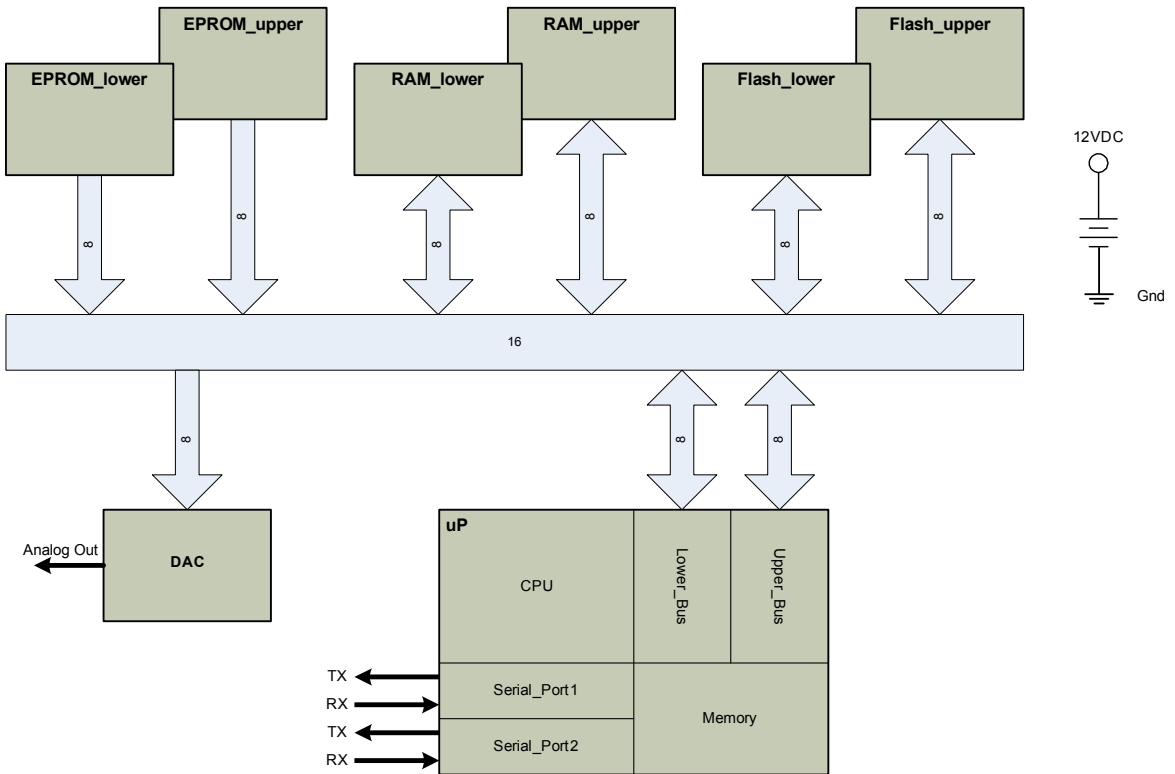 EPROM_upper
RAM_upper
Flash_upper
EPROM_lower
RAM_lower
Flash_lower
12VDC
8
8
8
8
8
8
Gnd
16
8
8
8
uP
Analog Out
DAC
CPU
Lower_Bus
Upper_Bus
TX
Serial_Port1
RX
Memory
TX
Serial_Port2
RX